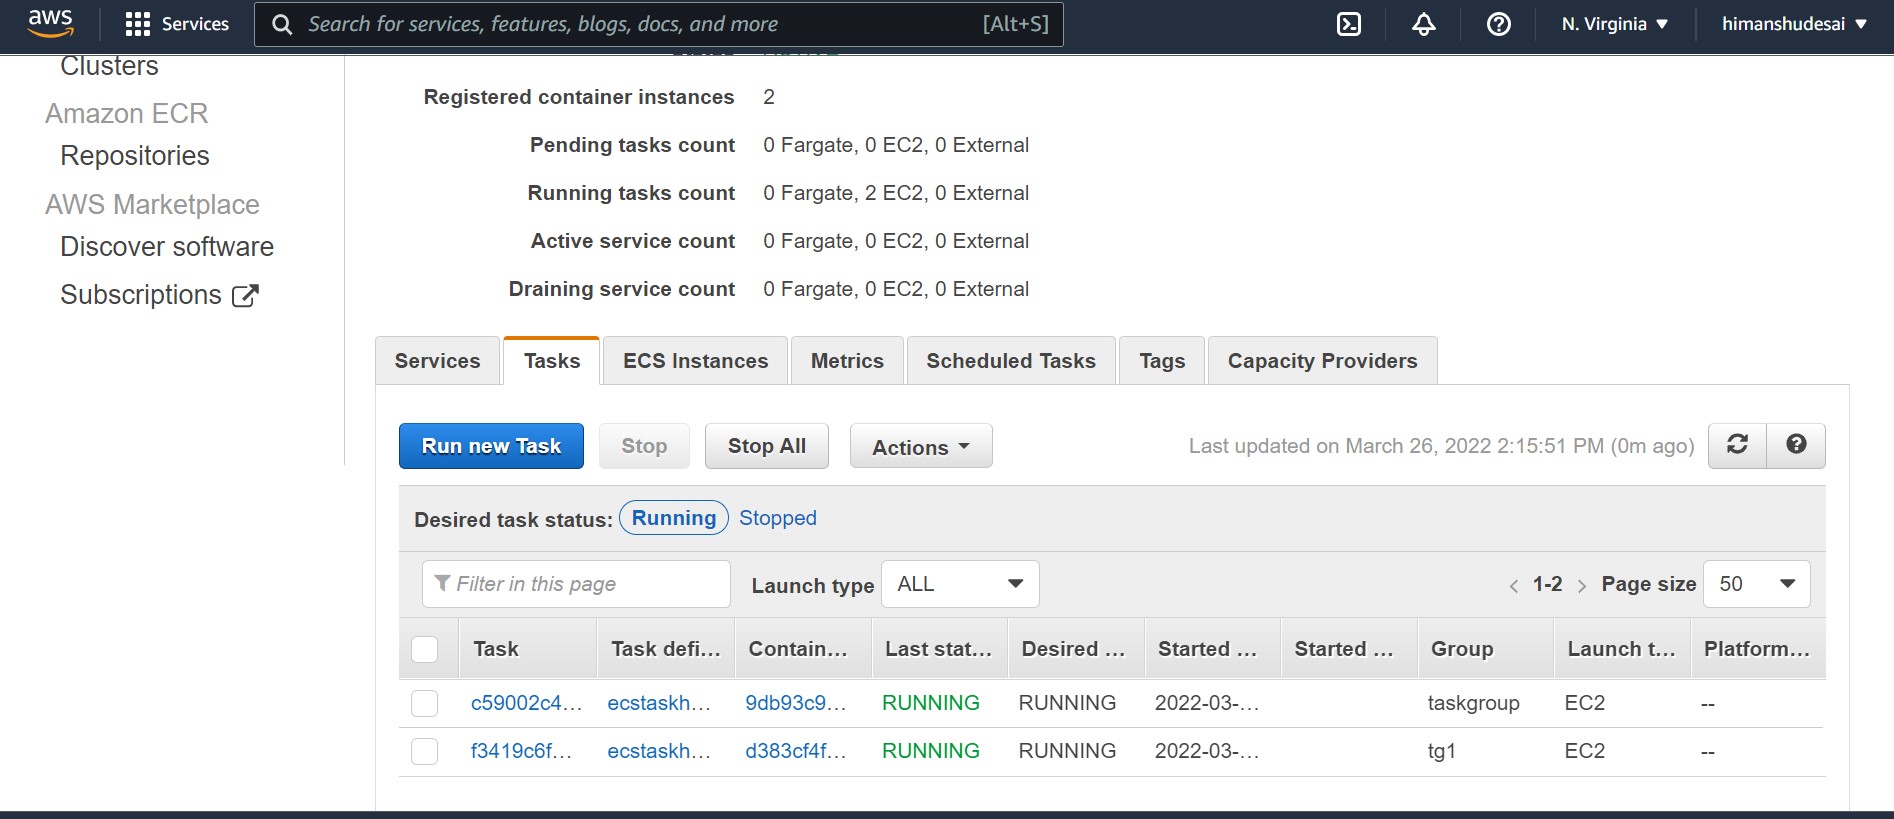 aws Services Search for services, features, blogs, docs, and more [Alt+S] N. Virginia himanshudesai
Clusters
Amazon ECR
Repositories
AWS Marketplace
Discover software
Subscriptions
Registered container instances 2
Pending tasks count 0 Fargate, 0 EC2, 0 External
Running tasks count 0 Fargate, 2 EC2, 0 External
Active service count 0 Fargate, 0 EC2, 0 External
Draining service count 0 Fargate, 0 EC2, 0 External
Services Tasks ECS Instances Metrics Scheduled Tasks Tags Capacity Providers
Run new Task Stop Stop All Actions Last updated on March 26, 2022 2:15:51 PM (0m ago)
Desired task status: Running Stopped
Filter in this page Launch type ALL < 1-2 > Page size 50
Task Task defi... Contain... Last stat... Desired ... Started ... Started ... Group Launch t... Platform...
c59002c4... ecstaskh... 9db93c9... RUNNING RUNNING 2022-03-... taskgroup EC2 --
f3419c6f... ecstaskh... d383cf4f... RUNNING RUNNING 2022-03-... tg1 EC2 --